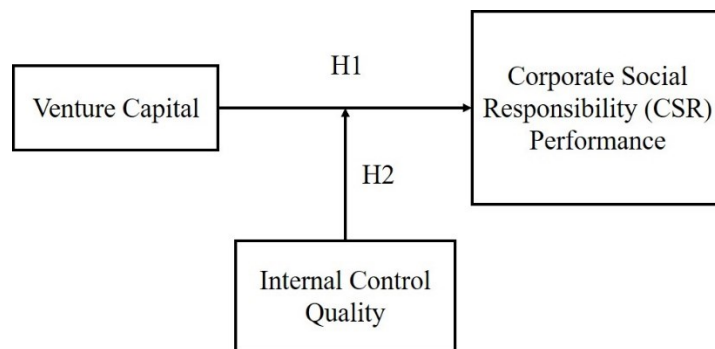 H1
Venture Capital
Corporate Social
Responsibility (CSR)
Performance
H2
Internal Control
Quality